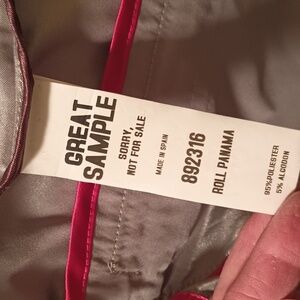 GREAT
SAMPLE
SORRY,
NOT FOR SALE
MADE IN SPAIN
892316
ROLL PANAMA
95%POLIESTER
5% ALGODON